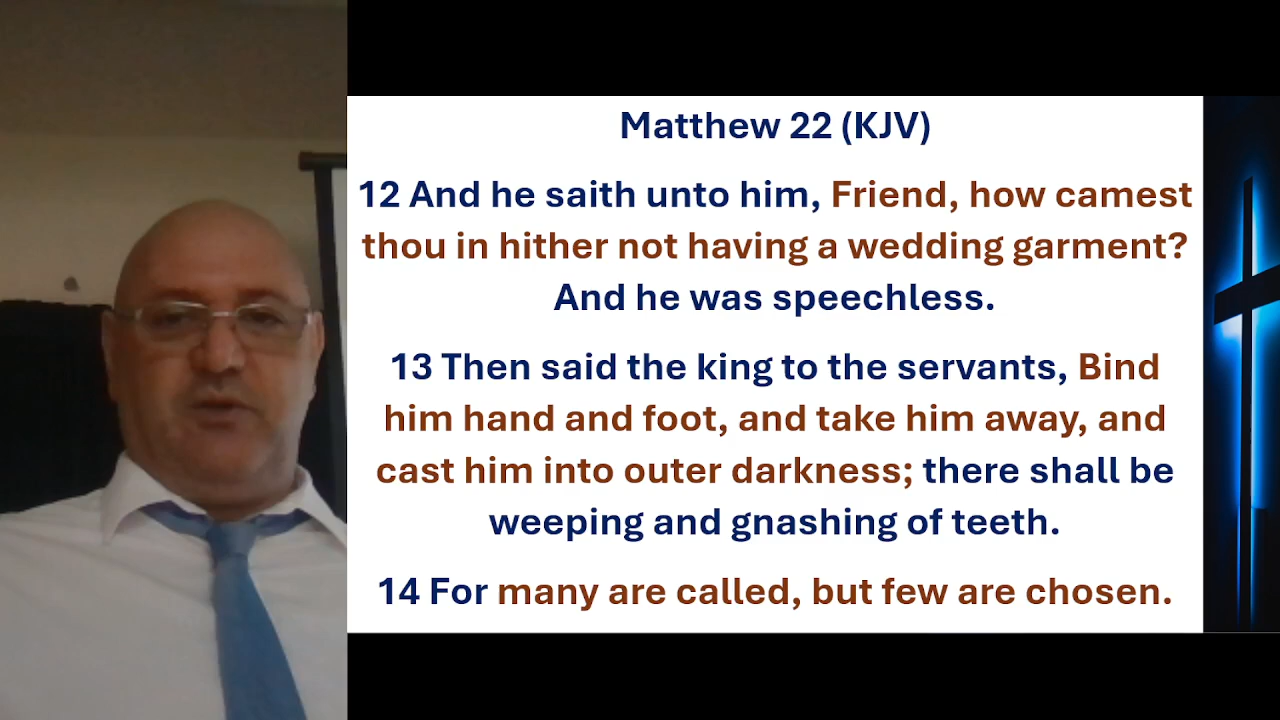 Matthew 22 (KJV)
12 And he saith unto him, Friend, how camest
thou in hither not having a wedding garment?
And he was speechless.
13 Then said the king to the servants, Bind
him hand and foot, and take him away, and
cast him into outer darkness; there shall be
weeping and gnashing of teeth.
14 For many are called, but few are chosen.